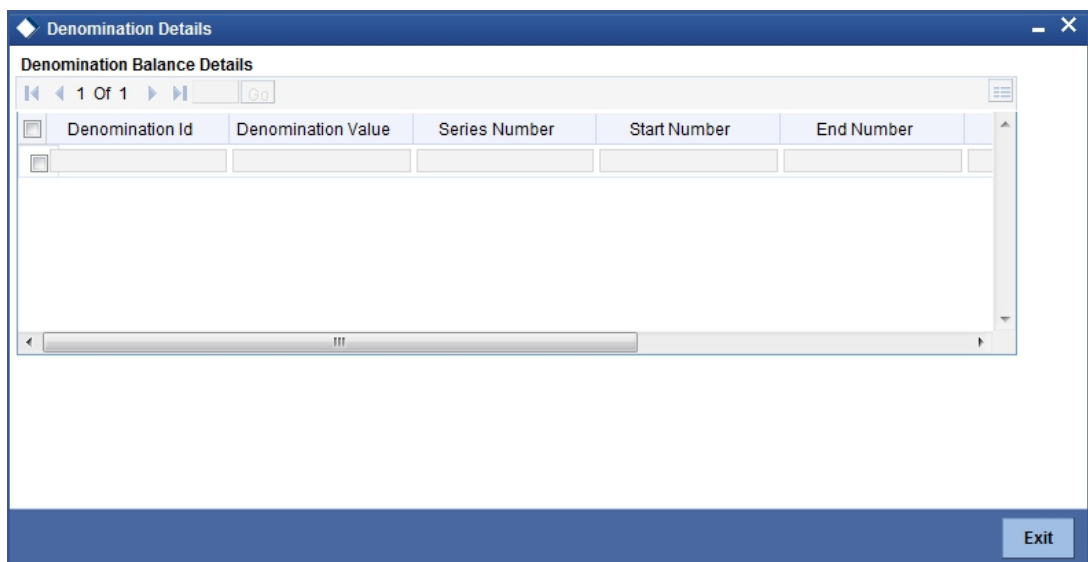 Denomination Details
Denomination Balance Details
1 Of 1 Go
Denomination Id Denomination Value Series Number Start Number End Number
Exit